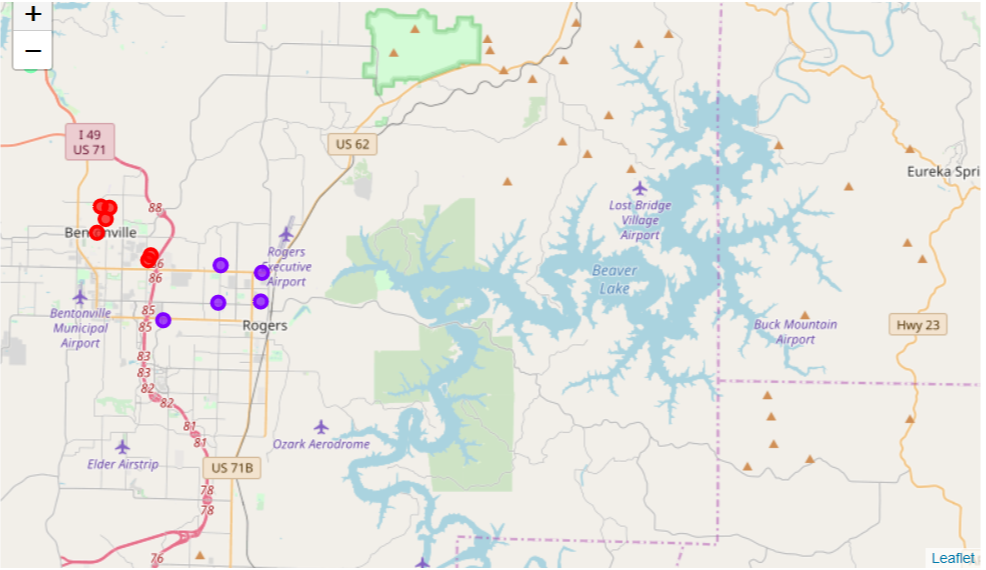 +
−
I 49
US 71
US 62
Eureka Spri
88
Lost Bridge
Village
Airport
Bentonville
Rogers
Executive
Airport
86
86
Beaver
Lake
Bentonville
Municipal
Airport
85
85
Rogers
Buck Mountain
Airport
Hwy 23
83
83
82
82
81
81
Ozark Aerodrome
Elder Airstrip
US 71B
78
78
76
Leaflet